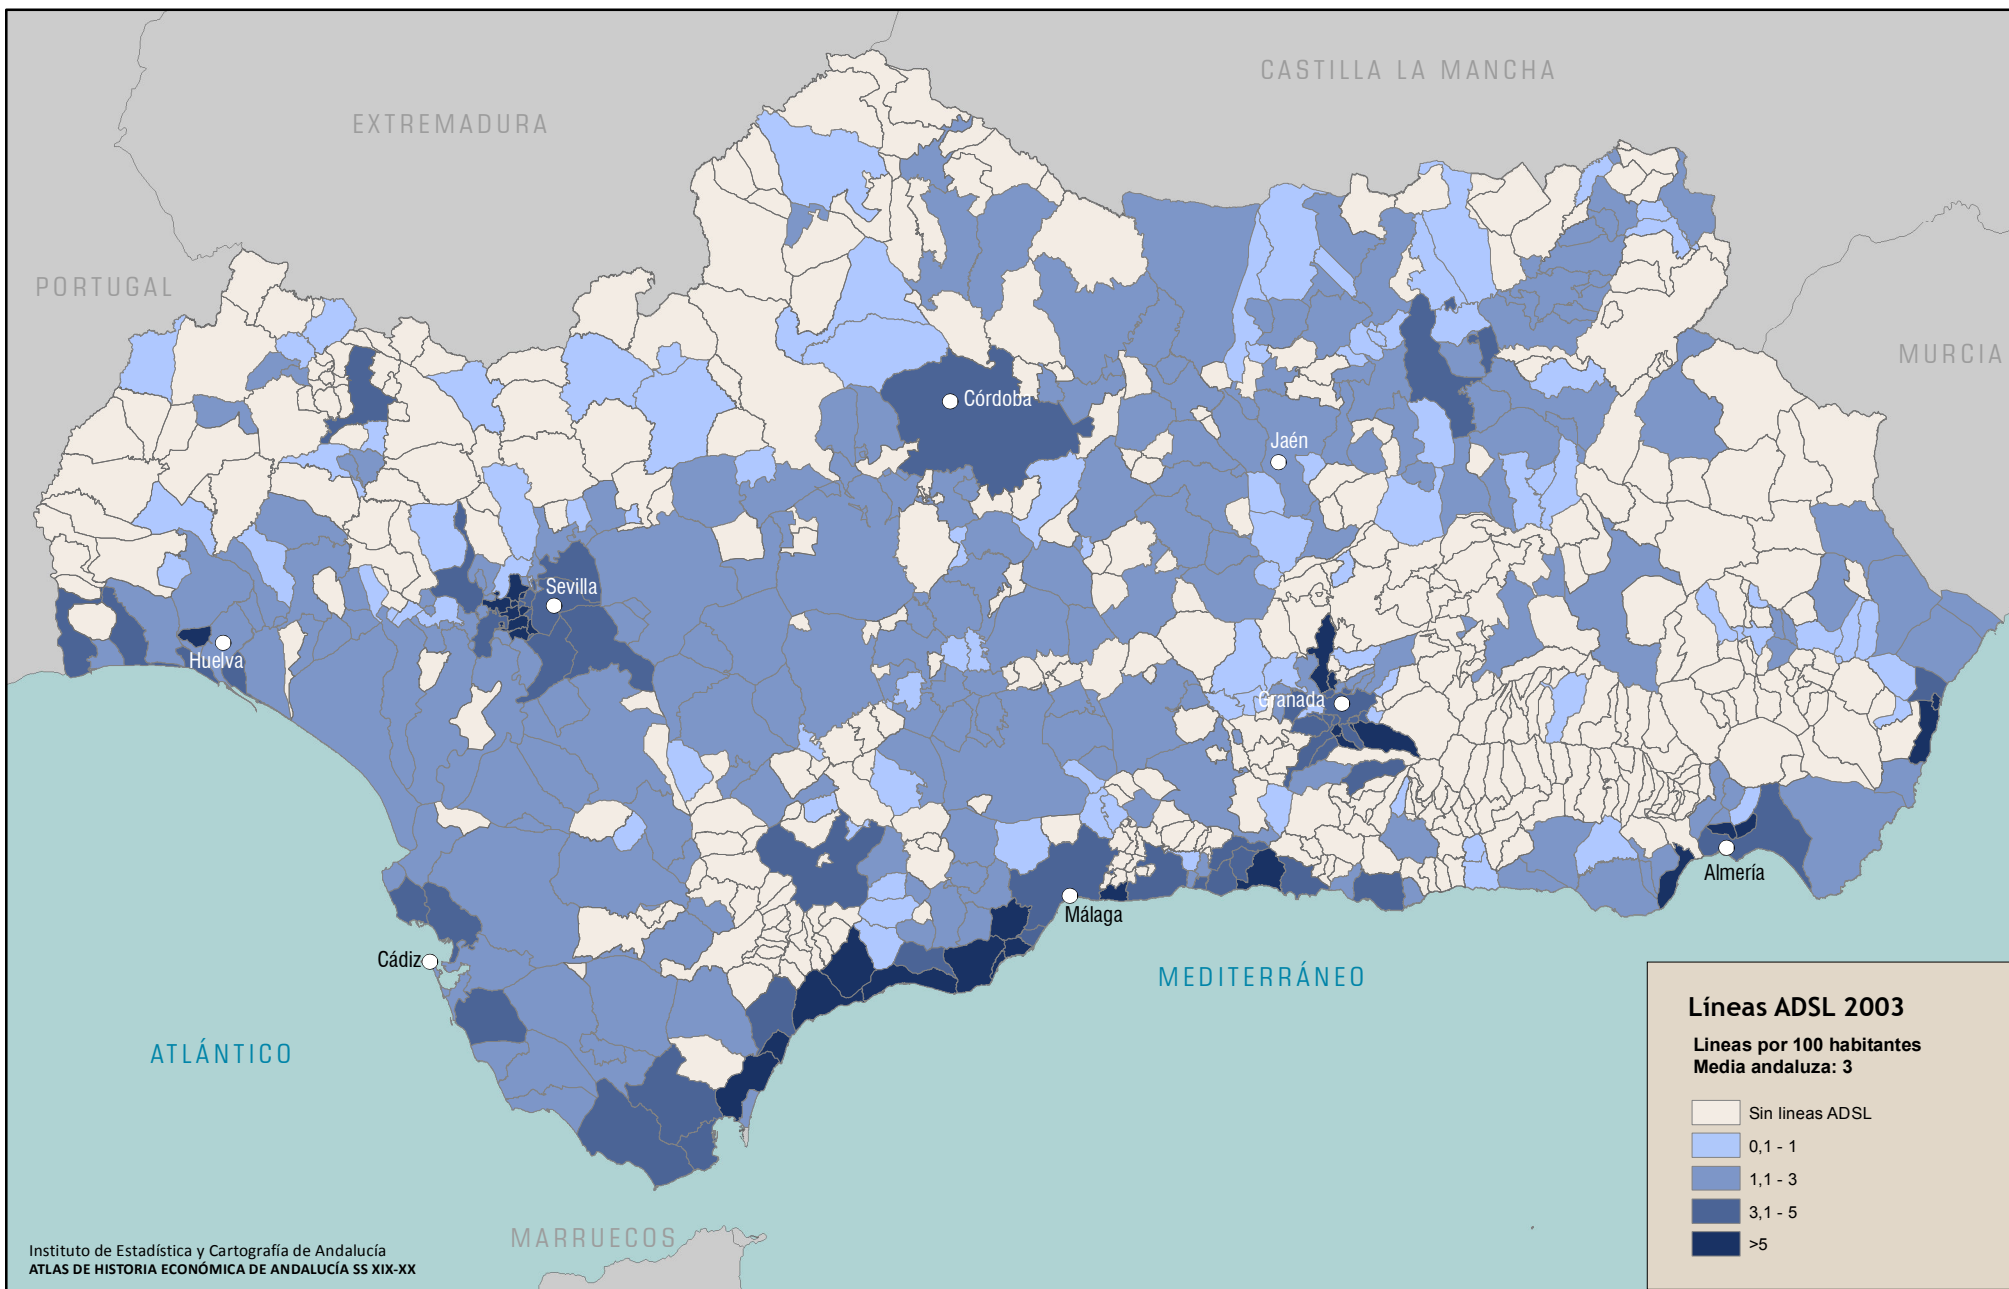 CASTILLA LA MANCHA
EXTREMADURA
PORTUGAL
MURCIA
Córdoba
Jaén
Sevilla
Huelva
Granada
Almería
Málaga
Cádiz
MEDITERRÁNEO
ATLÁNTICO
MARRUECOS
Líneas ADSL 2003
Lineas por 100 habitantes
Media andaluza: 3
Sin lineas ADSL
0,1 - 1
1,1 - 3
3,1 - 5
>5
Instituto de Estadística y Cartografía de Andalucía
ATLAS DE HISTORIA ECONÓMICA DE ANDALUCÍA SS XIX-XX